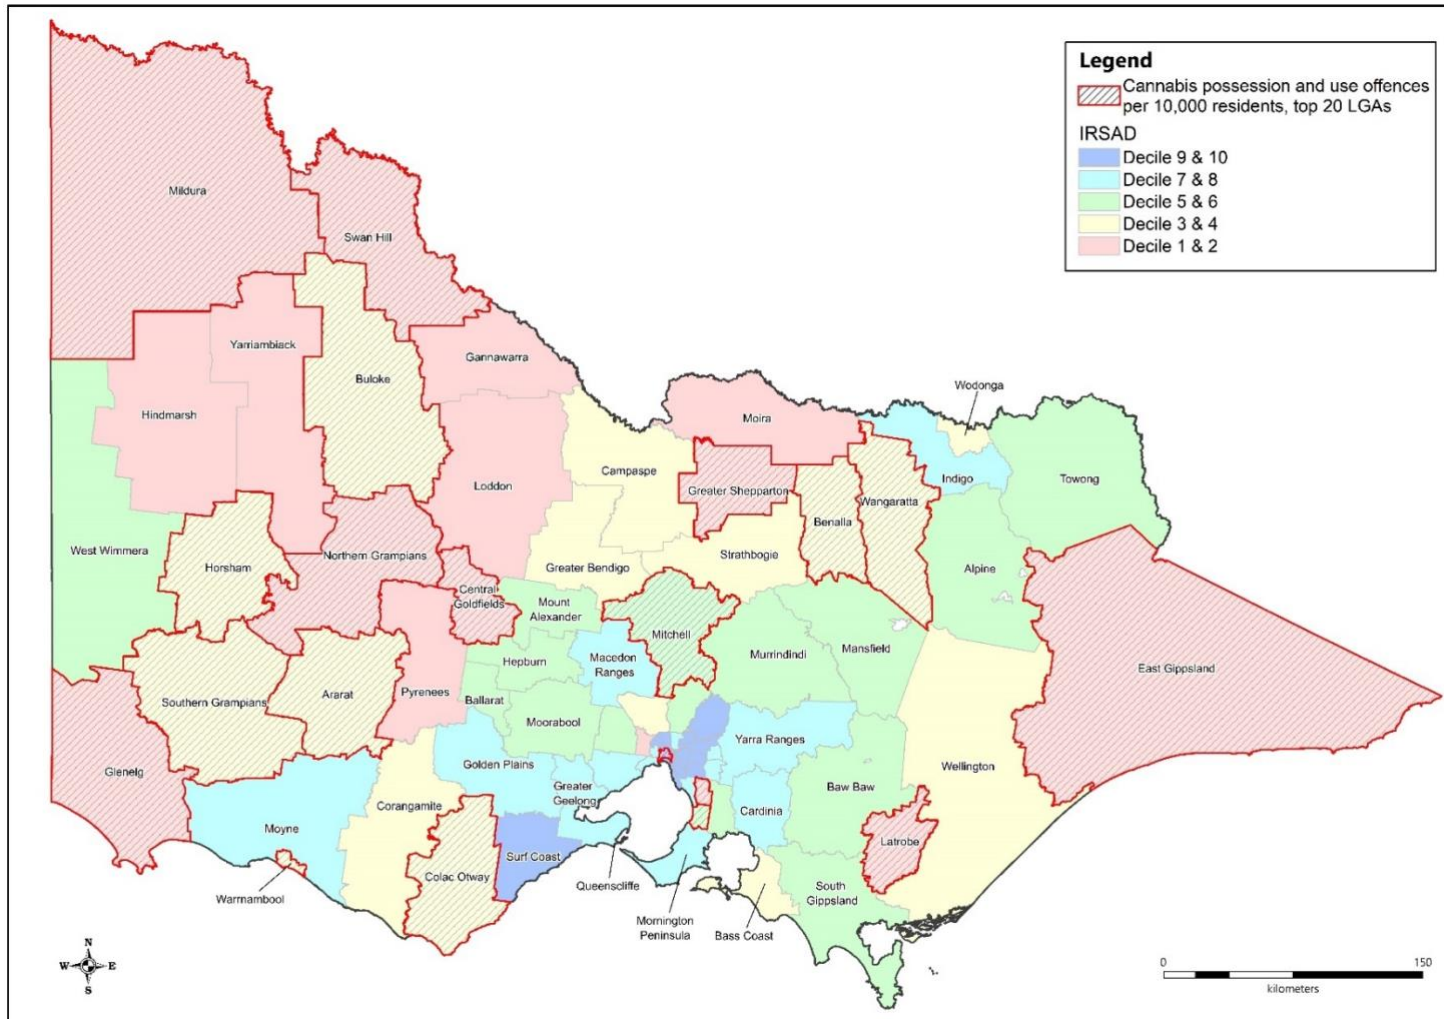 Legend
Cannabis possession and use offences
per 10,000 residents, top 20 LGAs
IRSAD
Decile 9 & 10
Decile 7 & 8
Decile 5 & 6
Decile 3 & 4
Decile 1 & 2
Mildura
Swan Hill
Yarriambiack
Gannawarra
Buloke
Hindmarsh
Wodonga
Moira
Loddon
Campaspe
Indigo
Towong
Greater Shepparton
Wangaratta
Benalla
West Wimmera
Northern Grampians
Horsham
Strathbogie
Greater Bendigo
Alpine
Central
Goldfields
Mount
Alexander
Mitchell
Mansfield
Murrindindi
East Gippsland
Hepburn
Macedon
Ranges
Southern Grampians
Ararat
Pyrenees
Ballarat
Moorabool
Yarra Ranges
Wellington
Glenelg
Golden Plains
Greater
Geelong
Baw Baw
Corangamite
Cardinia
Moyne
Latrobe
Surf Coast
Colac Otway
Queenscliffe
South
Gippsland
Warrnambool
Mornington
Peninsula
Bass Coast
N
W E
S
0 150
kilometers